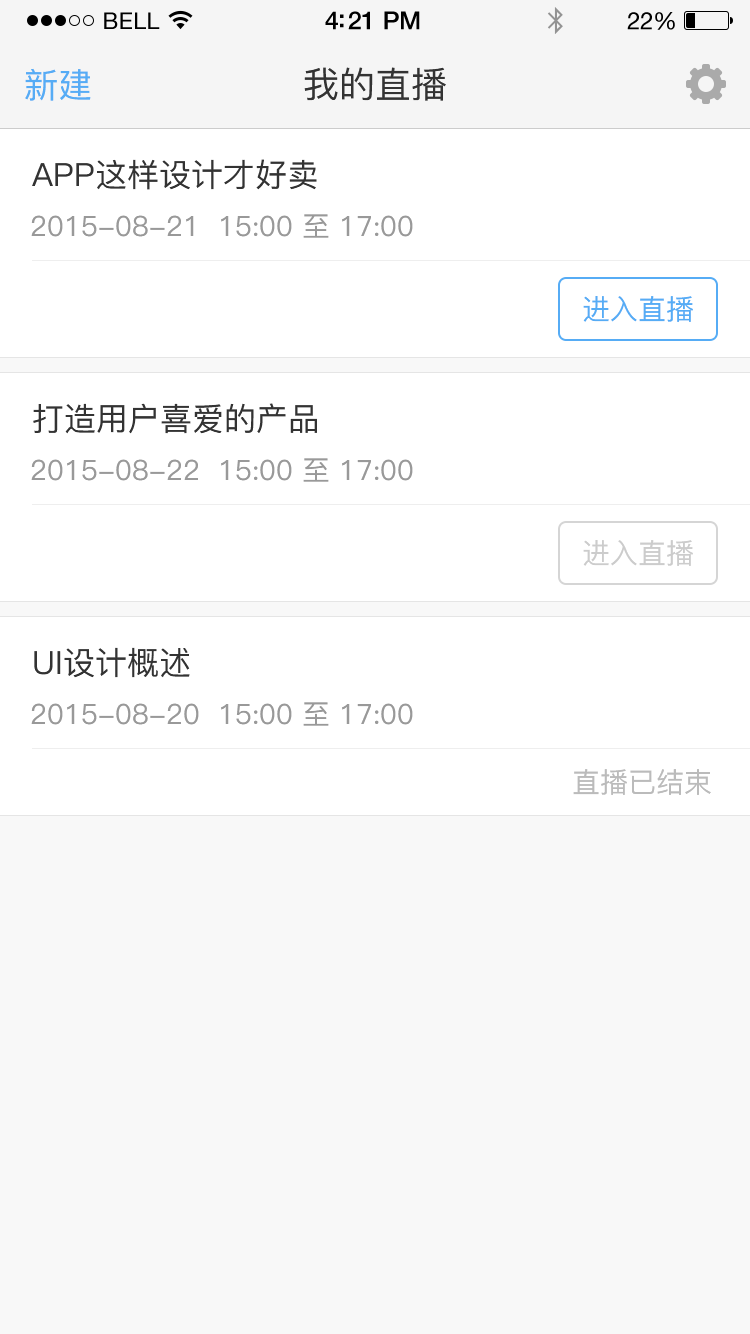 BELL 4:21 PM 22%
新建 我的直播
APP这样设计才好卖
2015-08-21 15:00 至 17:00
进入直播
打造用户喜爱的产品
2015-08-22 15:00 至 17:00
进入直播
UI设计概述
2015-08-20 15:00 至 17:00
直播已结束